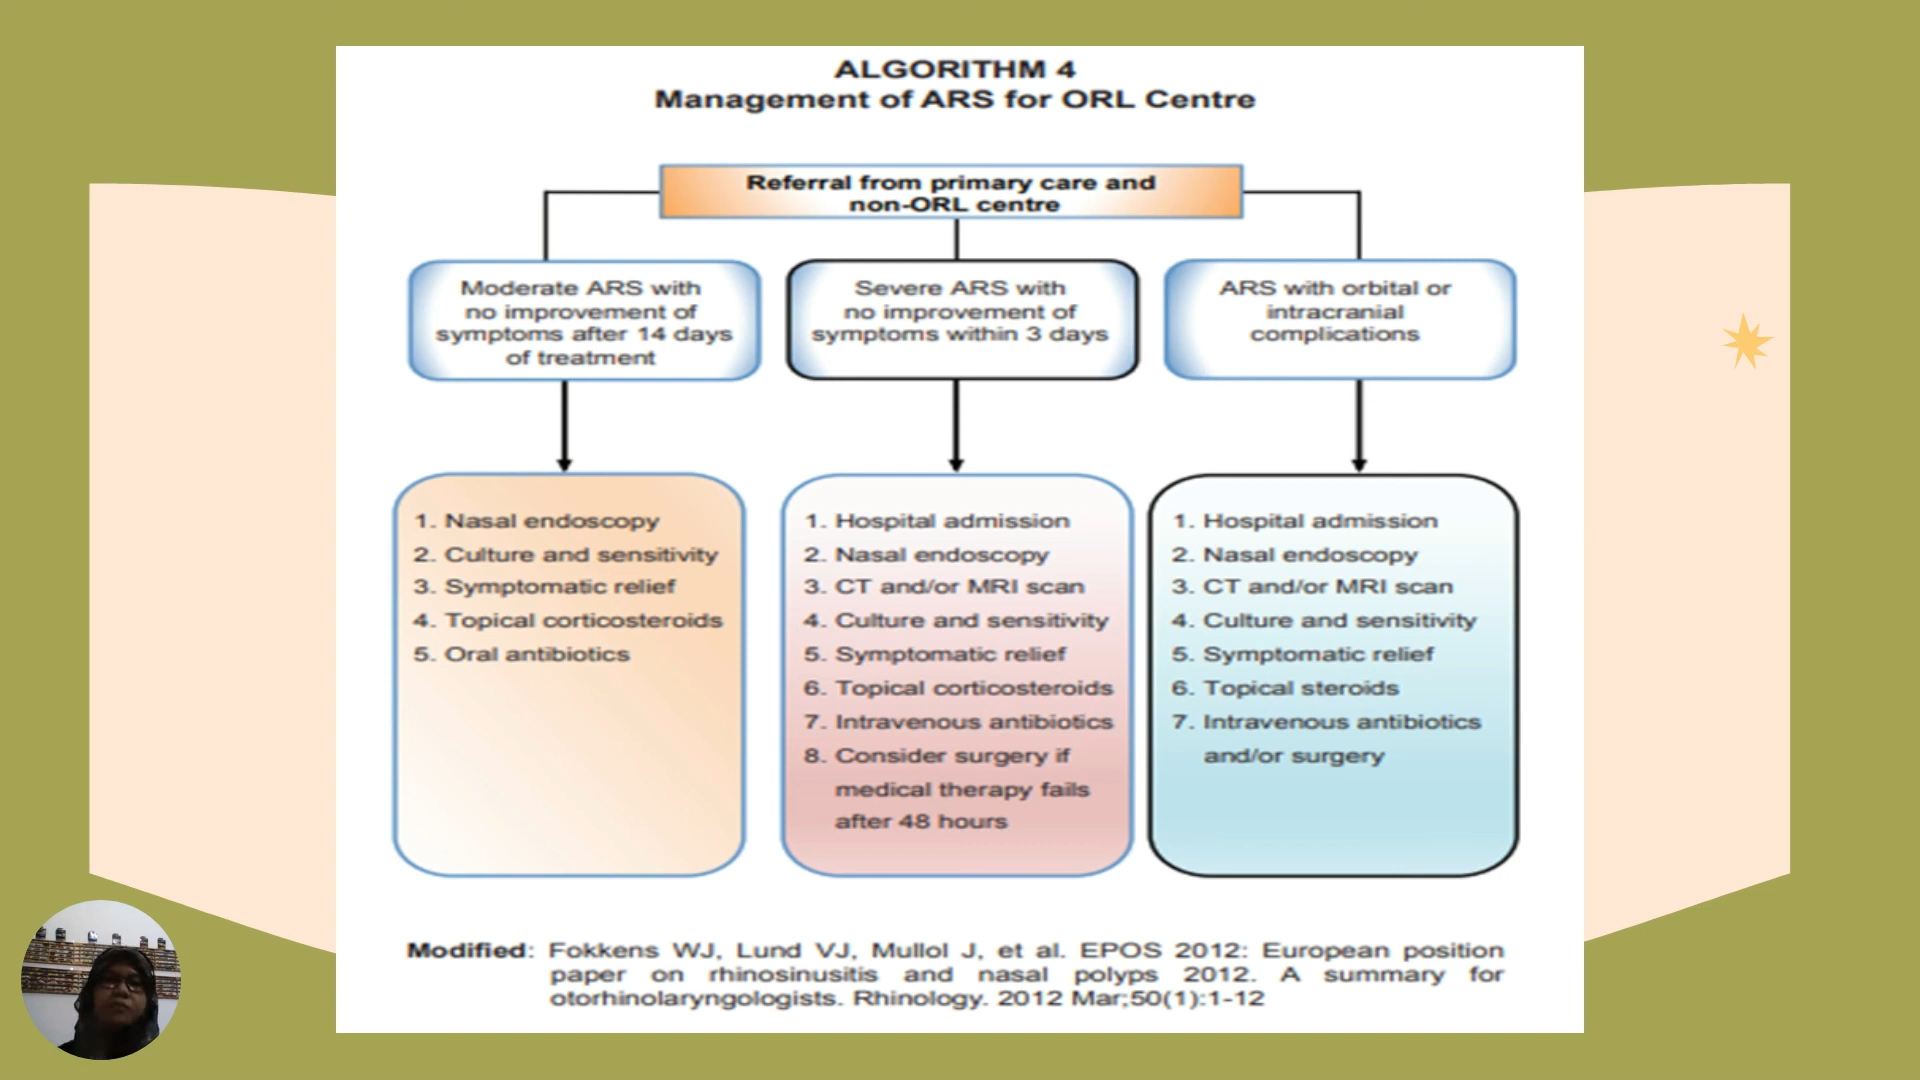 ALGORITHM 4
Management of ARS for ORL Centre
Referral from primary care and
non-ORL centre
Moderate ARS with
no improvement of
symptoms after 14 days
of treatment
Severe ARS with
no improvement of
symptoms within 3 days
ARS with orbital or
intracranial
complications
1. Nasal endoscopy
2. Culture and sensitivity
3. Symptomatic relief
4. Topical corticosteroids
5. Oral antibiotics
1. Hospital admission
2. Nasal endoscopy
3. CT and/or MRI scan
4. Culture and sensitivity
5. Symptomatic relief
6. Topical corticosteroids
7. Intravenous antibiotics
8. Consider surgery if
medical therapy fails
after 48 hours
1. Hospital admission
2. Nasal endoscopy
3. CT and/or MRI scan
4. Culture and sensitivity
5. Symptomatic relief
6. Topical steroids
7. Intravenous antibiotics
and/or surgery
Modified: Fokkens WJ, Lund VJ, Mullol J, et al. EPOS 2012: European position
paper on rhinosinusitis and nasal polyps 2012. A summary for
otorhinolaryngologists. Rhinology. 2012 Mar;50(1):1-12